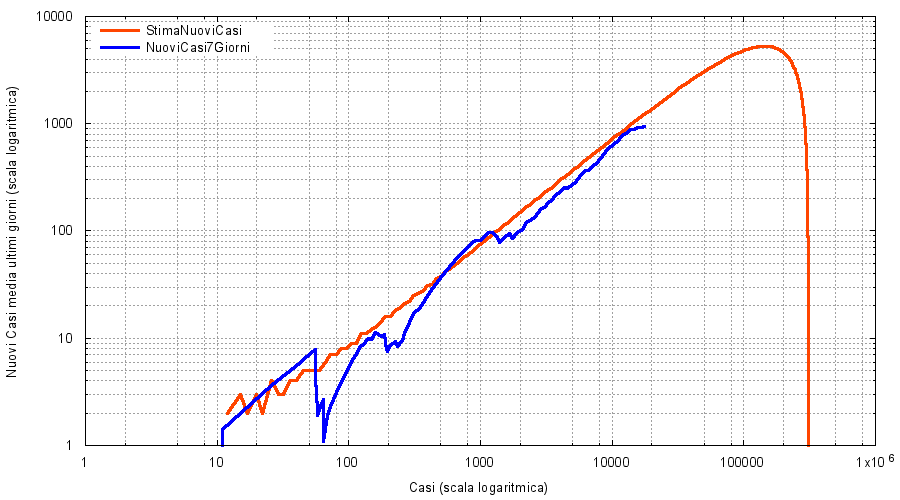 10000
1000
100
10
1
StimaNuoviCasi
NuoviCasi7Giorni
Nuovi Casi media ultimi giorni (scala logaritmica)
1 10 100 1000 10000 100000 1x10 6
Casi (scala logaritmica)